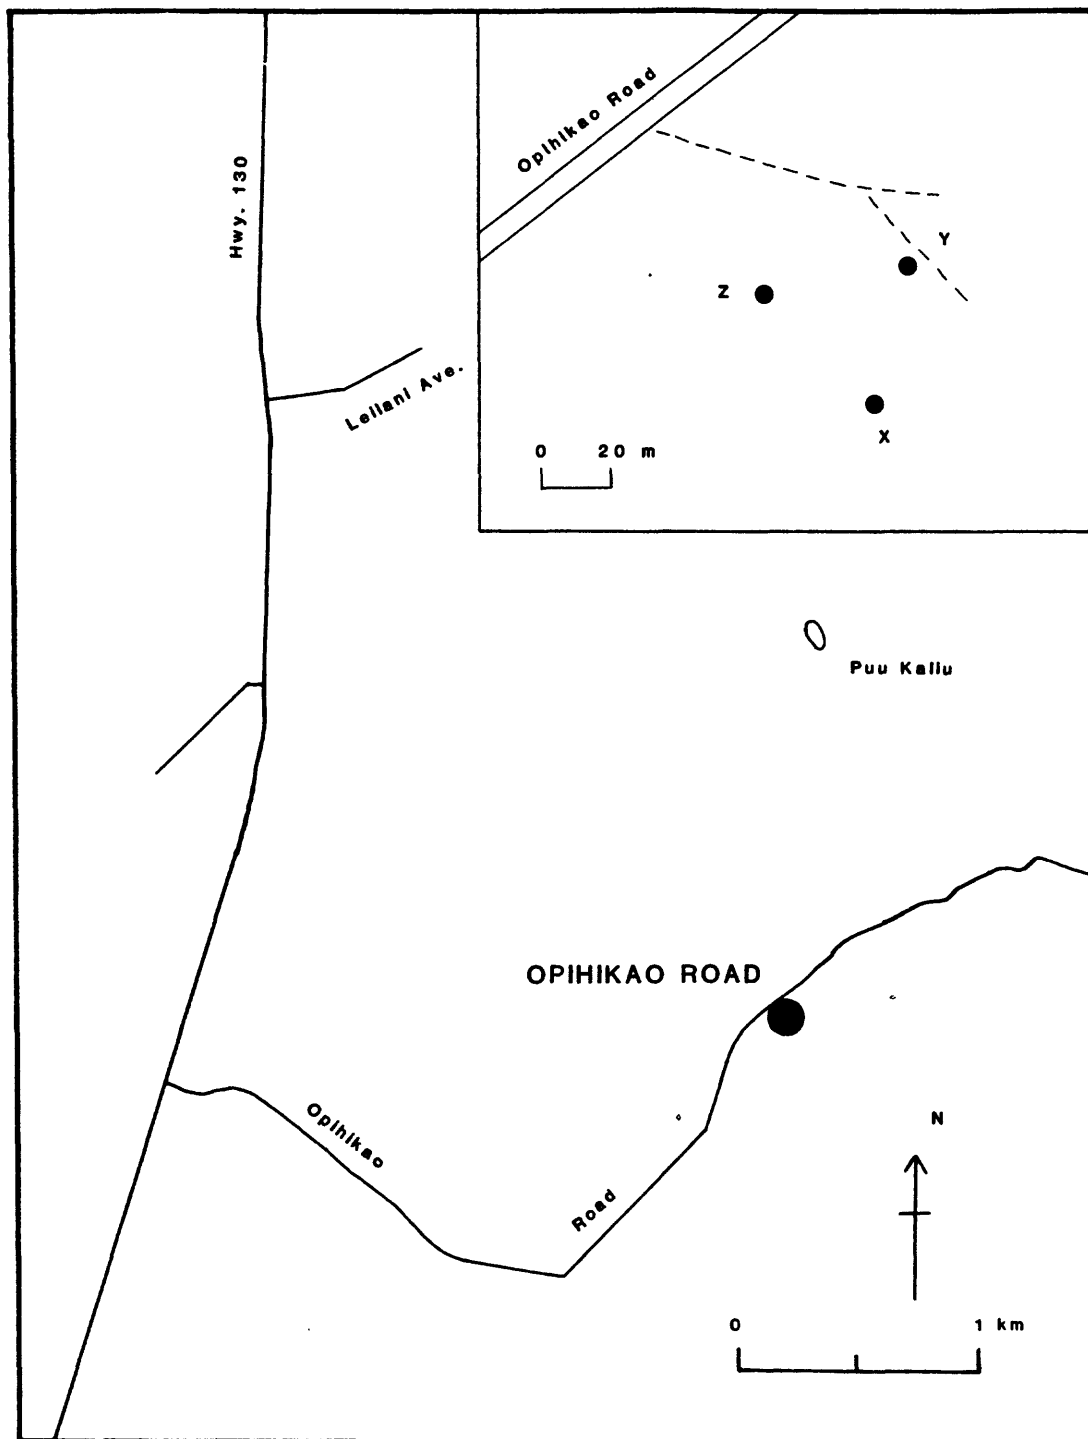 Opihikao Road
Hwy. 130
Y
Z
Leilani Ave.
X
0 20 m
Puu Kaliu
OPIHIKAO ROAD
Opihikao
Road
N
0 1 km